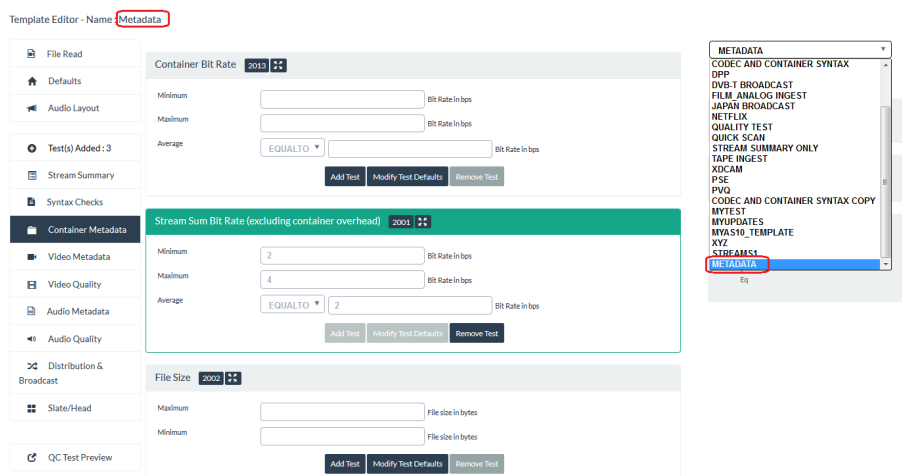 Template Editor - Name : Metadata
File Read
Defaults
Audio Layout
Test(s) Added : 3
Stream Summary
Syntax Checks
Container Metadata
Video Metadata
Video Quality
Audio Metadata
Audio Quality
Distribution &
Broadcast
Slate/Head
QC Test Preview
Container Bit Rate 2013
Minimum
Bit Rate in bps
Maximum
Bit Rate in bps
Average
EQUALTO
Bit Rate in bps
Add Test Modify Test Defaults Remove Test
Stream Sum Bit Rate (excluding container overhead) 2001
Minimum
2 Bit Rate in bps
Maximum
4 Bit Rate in bps
Average
EQUALTO 2 Bit Rate in bps
Add Test Modify Test Defaults Remove Test
File Size 2002
Maximum
File size in bytes
Minimum
File size in bytes
Add Test Modify Test Defaults Remove Test
METADATA
CODEC AND CONTAINER SYNTAX
DPP
DVB-T BROADCAST
FILM_ANALOG INGEST
JAPAN BROADCAST
NETFLIX
QUALITY TEST
QUICK SCAN
STREAM SUMMARY ONLY
TAPE INGEST
XDCAM
PSE
PVQ
CODEC AND CONTAINER SYNTAX COPY
MYTEST
MYUPDATES
MYAS10_TEMPLATE
XYZ
STREAMS1
METADATA
Eq